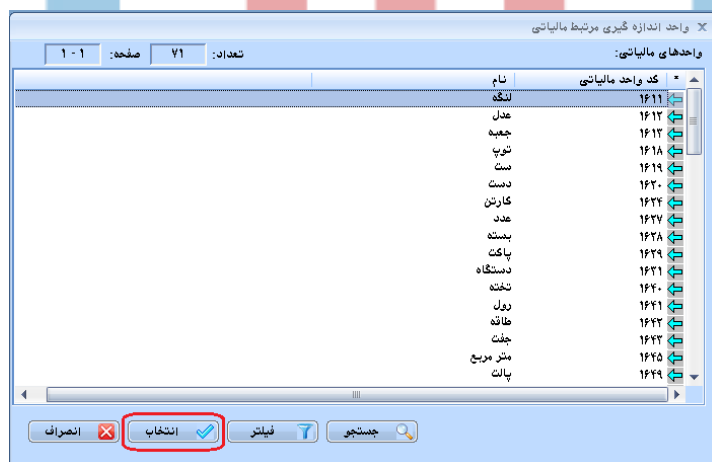 واحد اندازه گیری مرتبط مالیاتی
واحدهای مالیاتی: تعداد: ۷۱ صفحه: ۱ - ۱
* کد واحد مالیاتی نام
۱۶۱۱ لنگه
۱۶۱۲ عدل
۱۶۱۳ جعبه
۱۶۱۸ توپ
۱۶۱۹ ست
۱۶۲۰ دست
۱۶۲۴ کارتن
۱۶۲۷ عدد
۱۶۲۸ بسته
۱۶۲۹ پاکت
۱۶۳۱ دستگاه
۱۶۴۰ تخته
۱۶۴۱ رول
۱۶۴۲ طاقه
۱۶۴۳ جفت
۱۶۴۵ متر مربع
۱۶۴۹ پالت
جستجو فیلتر انتخاب انصراف